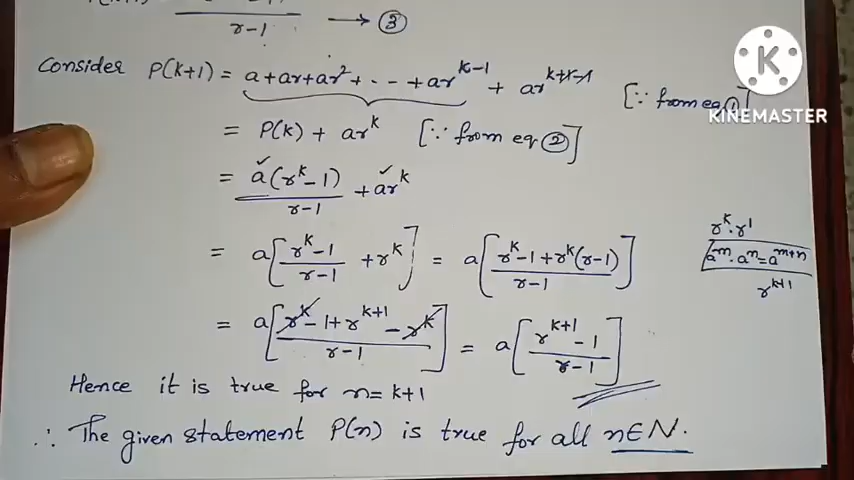 r-1 → ③
Consider P(k+1) = a+ar+ar²+ - - - + ar^(k-1) + ar^(k+1-1) [∵ from eq ①]
= P(k) + ar^k [∵ from eq ②]
= a(r^k-1)/(r-1) + ar^k
= a[(r^k-1)/(r-1) + r^k] = a[(r^k-1+r^k(r-1))/(r-1)]
r^k·r^1
a^m·a^n=a^(m+n)
r^(k+1)
= a[(r^k-1+r^(k+1)-r^k)/(r-1)] = a[(r^(k+1)-1)/(r-1)]
Hence it is true for n=k+1
∴ The given statement P(n) is true for all n∈N.
K
KINEMASTER